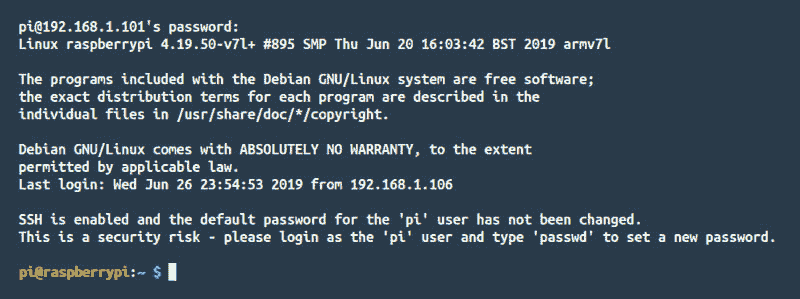 pi@192.168.1.101's password:
Linux raspberrypi 4.19.50-v7l+ #895 SMP Thu Jun 20 16:03:42 BST 2019 armv7l
The programs included with the Debian GNU/Linux system are free software;
the exact distribution terms for each program are described in the
individual files in /usr/share/doc/*/copyright.
Debian GNU/Linux comes with ABSOLUTELY NO WARRANTY, to the extent
permitted by applicable law.
Last login: Wed Jun 26 23:54:53 2019 from 192.168.1.106
SSH is enabled and the default password for the 'pi' user has not been changed.
This is a security risk - please login as the 'pi' user and type 'passwd' to set a new password.
pi@raspberrypi:~ $